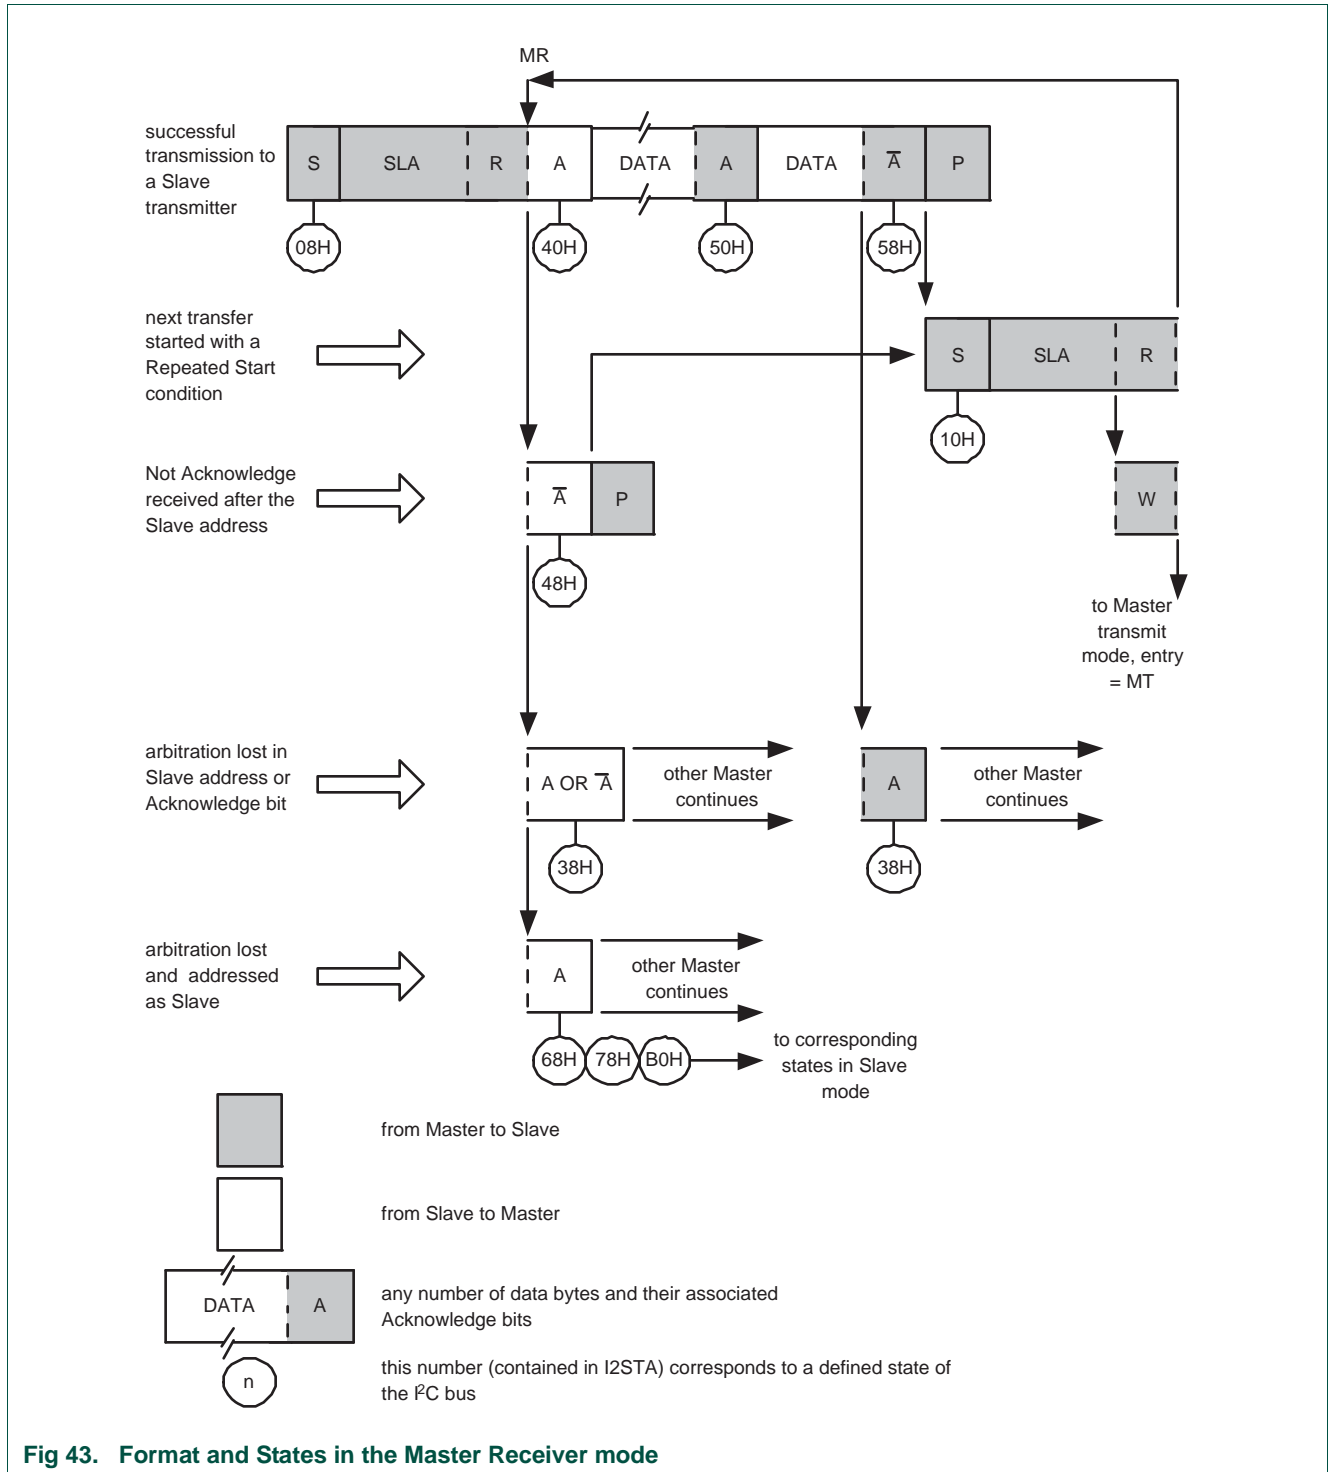 MR
successful
transmission to
a Slave
transmitter
S SLA R A DATA A DATA A̅ P
08H 40H 50H 58H
next transfer
started with a
Repeated Start
condition
S SLA R
10H
Not Acknowledge
received after the
Slave address
A̅ P
W
48H
to Master
transmit
mode, entry
= MT
arbitration lost in
Slave address or
Acknowledge bit
A OR A̅
other Master
continues
A
other Master
continues
38H 38H
arbitration lost
and addressed
as Slave
A
other Master
continues
68H 78H B0H
to corresponding
states in Slave
mode
from Master to Slave
from Slave to Master
DATA A
any number of data bytes and their associated
Acknowledge bits
n
this number (contained in I2STA) corresponds to a defined state of
the I²C bus
Fig 43. Format and States in the Master Receiver mode